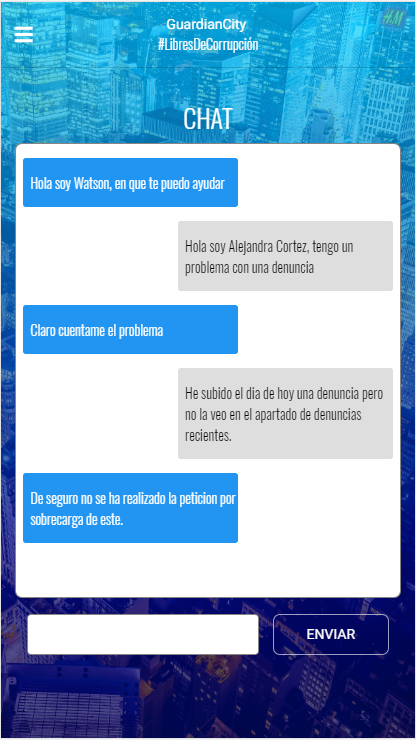 GuardianCity
#LibresDeCorrupción
HM
CHAT
Hola soy Watson, en que te puedo ayudar
Hola soy Alejandra Cortez, tengo un
problema con una denuncia
Claro cuentame el problema
He subido el dia de hoy una denuncia pero
no la veo en el apartado de denuncias
recientes.
De seguro no se ha realizado la peticion por
sobrecarga de este.
ENVIAR